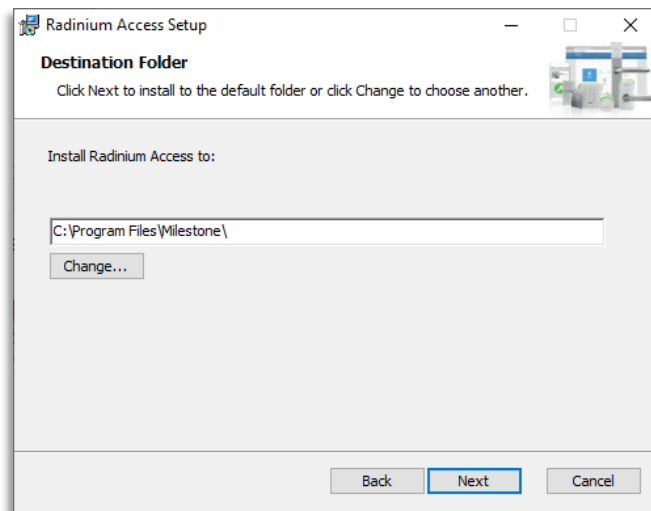 Radinium Access Setup
Destination Folder
Click Next to install to the default folder or click Change to choose another.
Install Radinium Access to:
C:\Program Files\Milestone\
Change...
Back
Next
Cancel